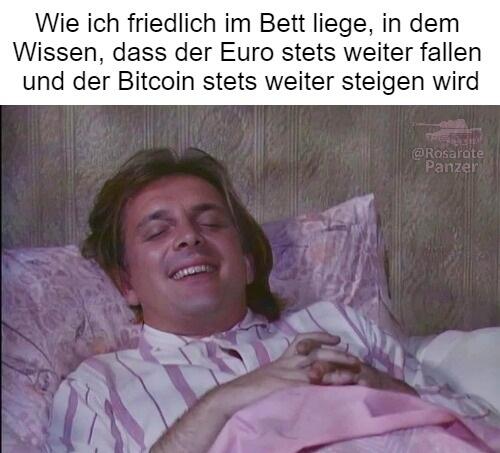 Wie ich friedlich im Bett liege, in dem
Wissen, dass der Euro stets weiter fallen
und der Bitcoin stets weiter steigen wird
@Rosarote
Panzer